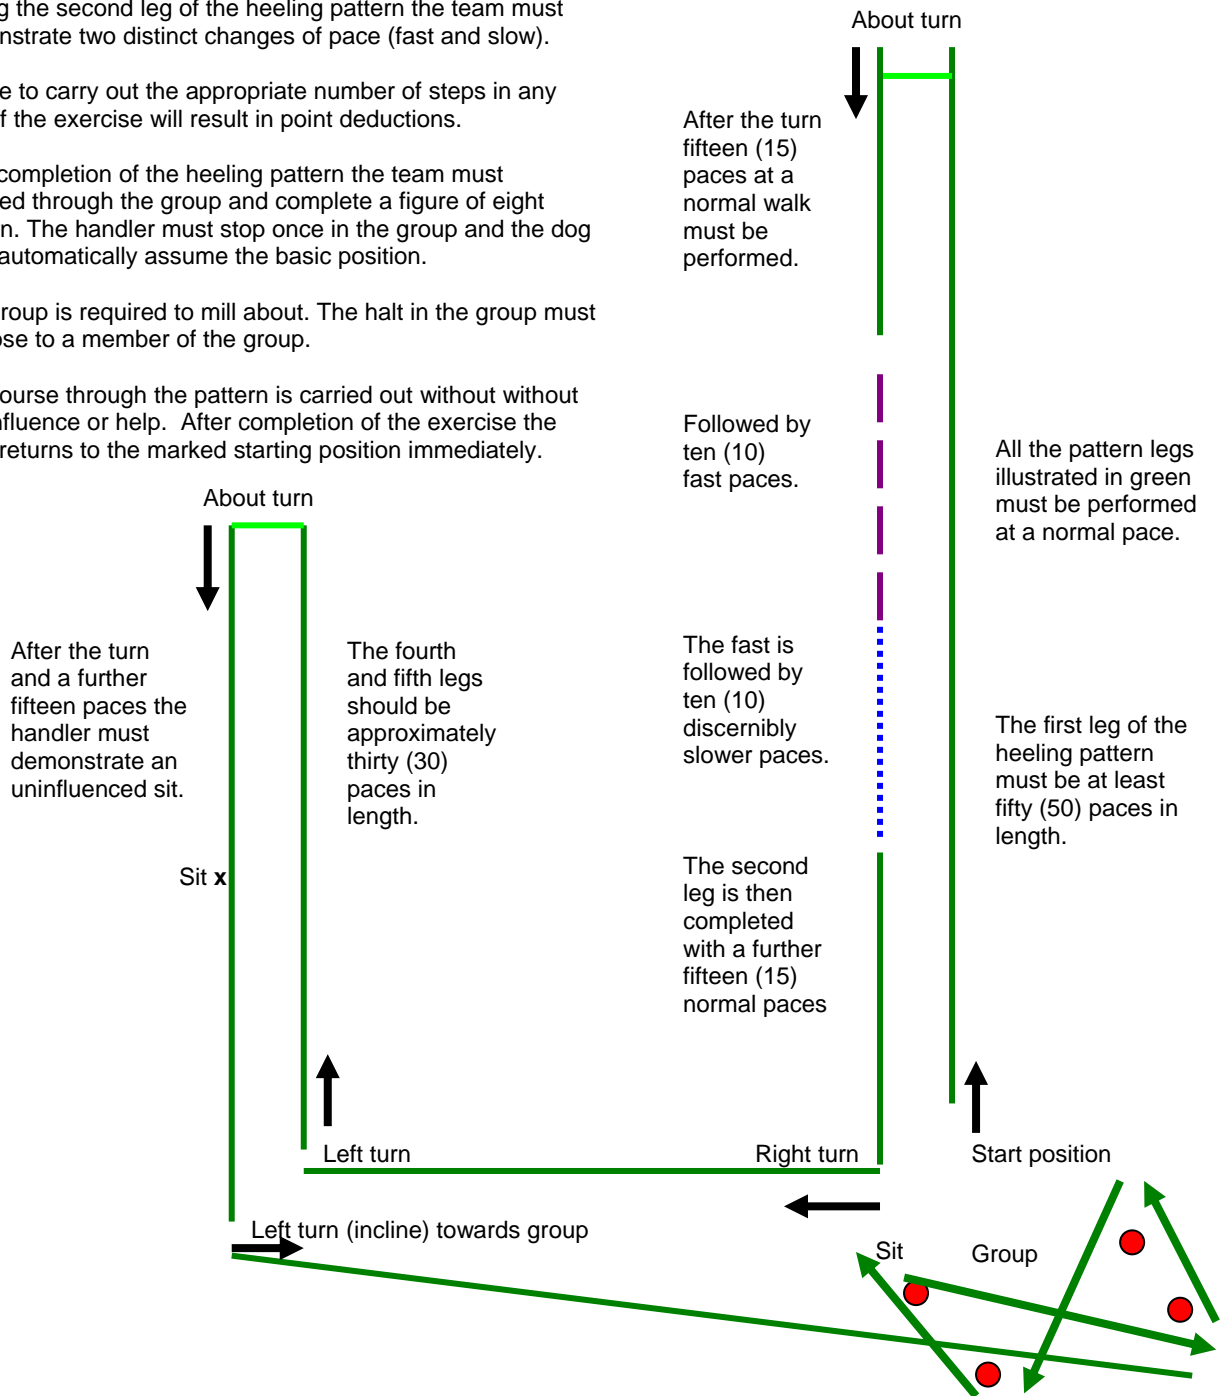 g the second leg of the heeling pattern the team must
nstrate two distinct changes of pace (fast and slow).
e to carry out the appropriate number of steps in any
f the exercise will result in point deductions.
completion of the heeling pattern the team must
ed through the group and complete a figure of eight
n. The handler must stop once in the group and the dog
automatically assume the basic position.
roup is required to mill about. The halt in the group must
ose to a member of the group.
ourse through the pattern is carried out without without
nfluence or help.  After completion of the exercise the
returns to the marked starting position immediately.
About turn
After the turn
fifteen (15)
paces at a
normal walk
must be
performed.
Followed by
ten (10)
fast paces.
All the pattern legs
illustrated in green
must be performed
at a normal pace.
About turn
After the turn
and a further
fifteen paces the
handler must
demonstrate an
uninfluenced sit.
The fourth
and fifth legs
should be
approximately
thirty (30)
paces in
length.
The fast is
followed by
ten (10)
discernibly
slower paces.
The first leg of the
heeling pattern
must be at least
fifty (50) paces in
length.
Sit x
The second
leg is then
completed
with a further
fifteen (15)
normal paces
Left turn
Right turn
Start position
Left turn (incline) towards group
Sit
Group